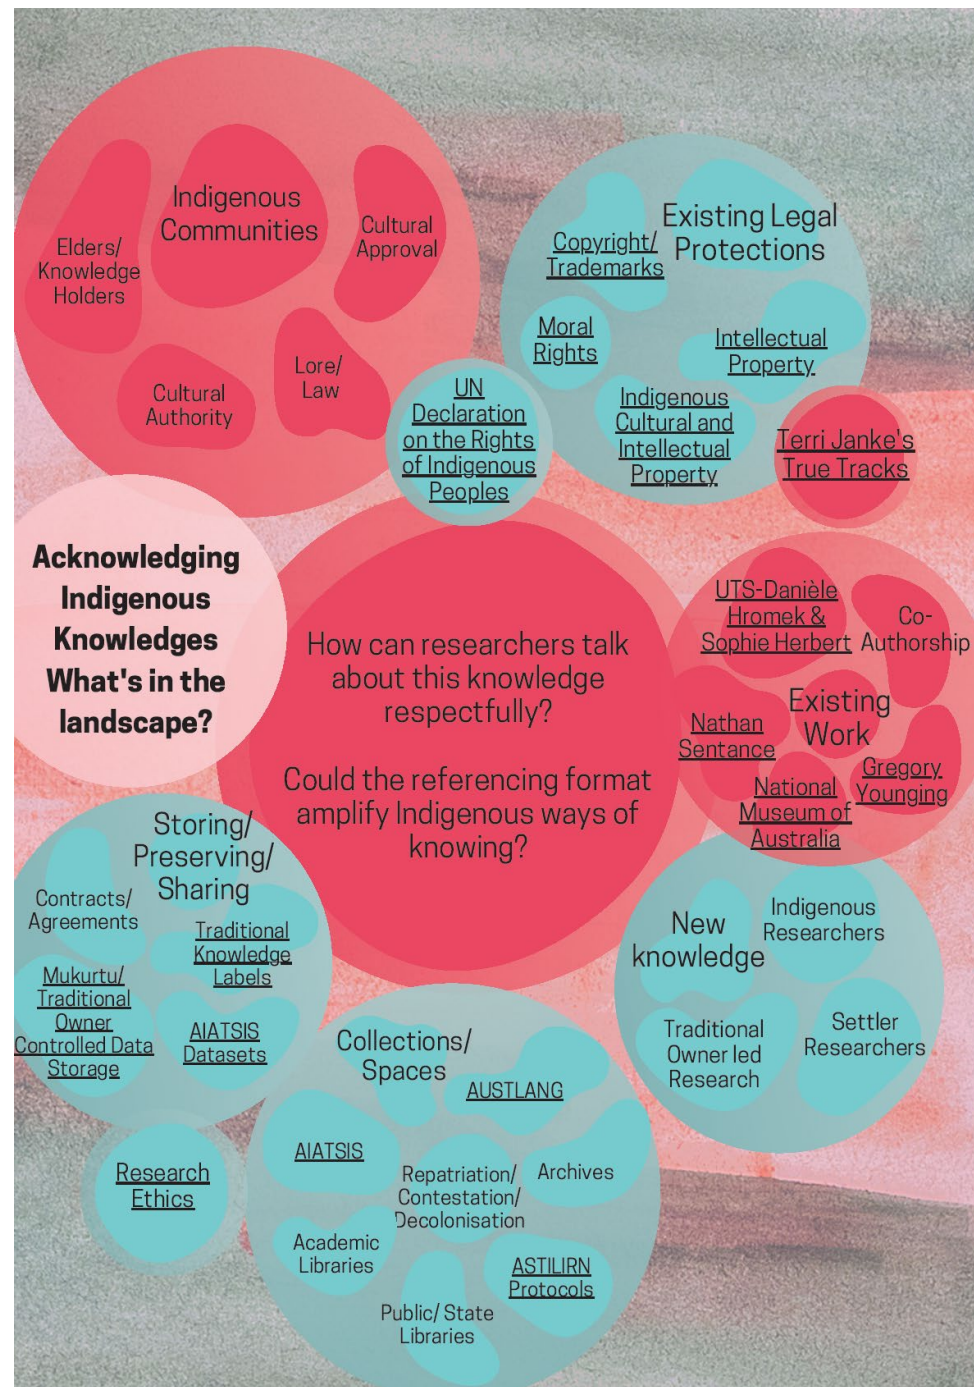 Indigenous
Communities
Elders/
Knowledge
Holders
Cultural
Approval
Cultural
Authority
Lore/
Law
Existing Legal
Protections
Copyright/
Trademarks
Moral
Rights
Intellectual
Property
Indigenous
Cultural and
Intellectual
Property
UN
Declaration
on the Rights
of Indigenous
Peoples
Terri Janke's
True Tracks
Acknowledging
Indigenous
Knowledges
What's in the
landscape?
How can researchers talk
about this knowledge
respectfully?
Could the referencing format
amplify Indigenous ways of
knowing?
UTS-Danièle
Hromek &
Sophie Herbert
Co-
Authorship
Existing
Work
Nathan
Sentance
Gregory
Younging
National
Museum of
Australia
Storing/
Preserving/
Sharing
Contracts/
Agreements
Traditional
Knowledge
Labels
Mukurtu/
Traditional
Owner
Controlled Data
Storage
AIATSIS
Datasets
New
knowledge
Indigenous
Researchers
Traditional
Owner led
Research
Settler
Researchers
Collections/
Spaces
AUSTLANG
AIATSIS
Repatriation/
Contestation/
Decolonisation
Archives
Academic
Libraries
ASTILIRN
Protocols
Public/ State
Libraries
Research
Ethics